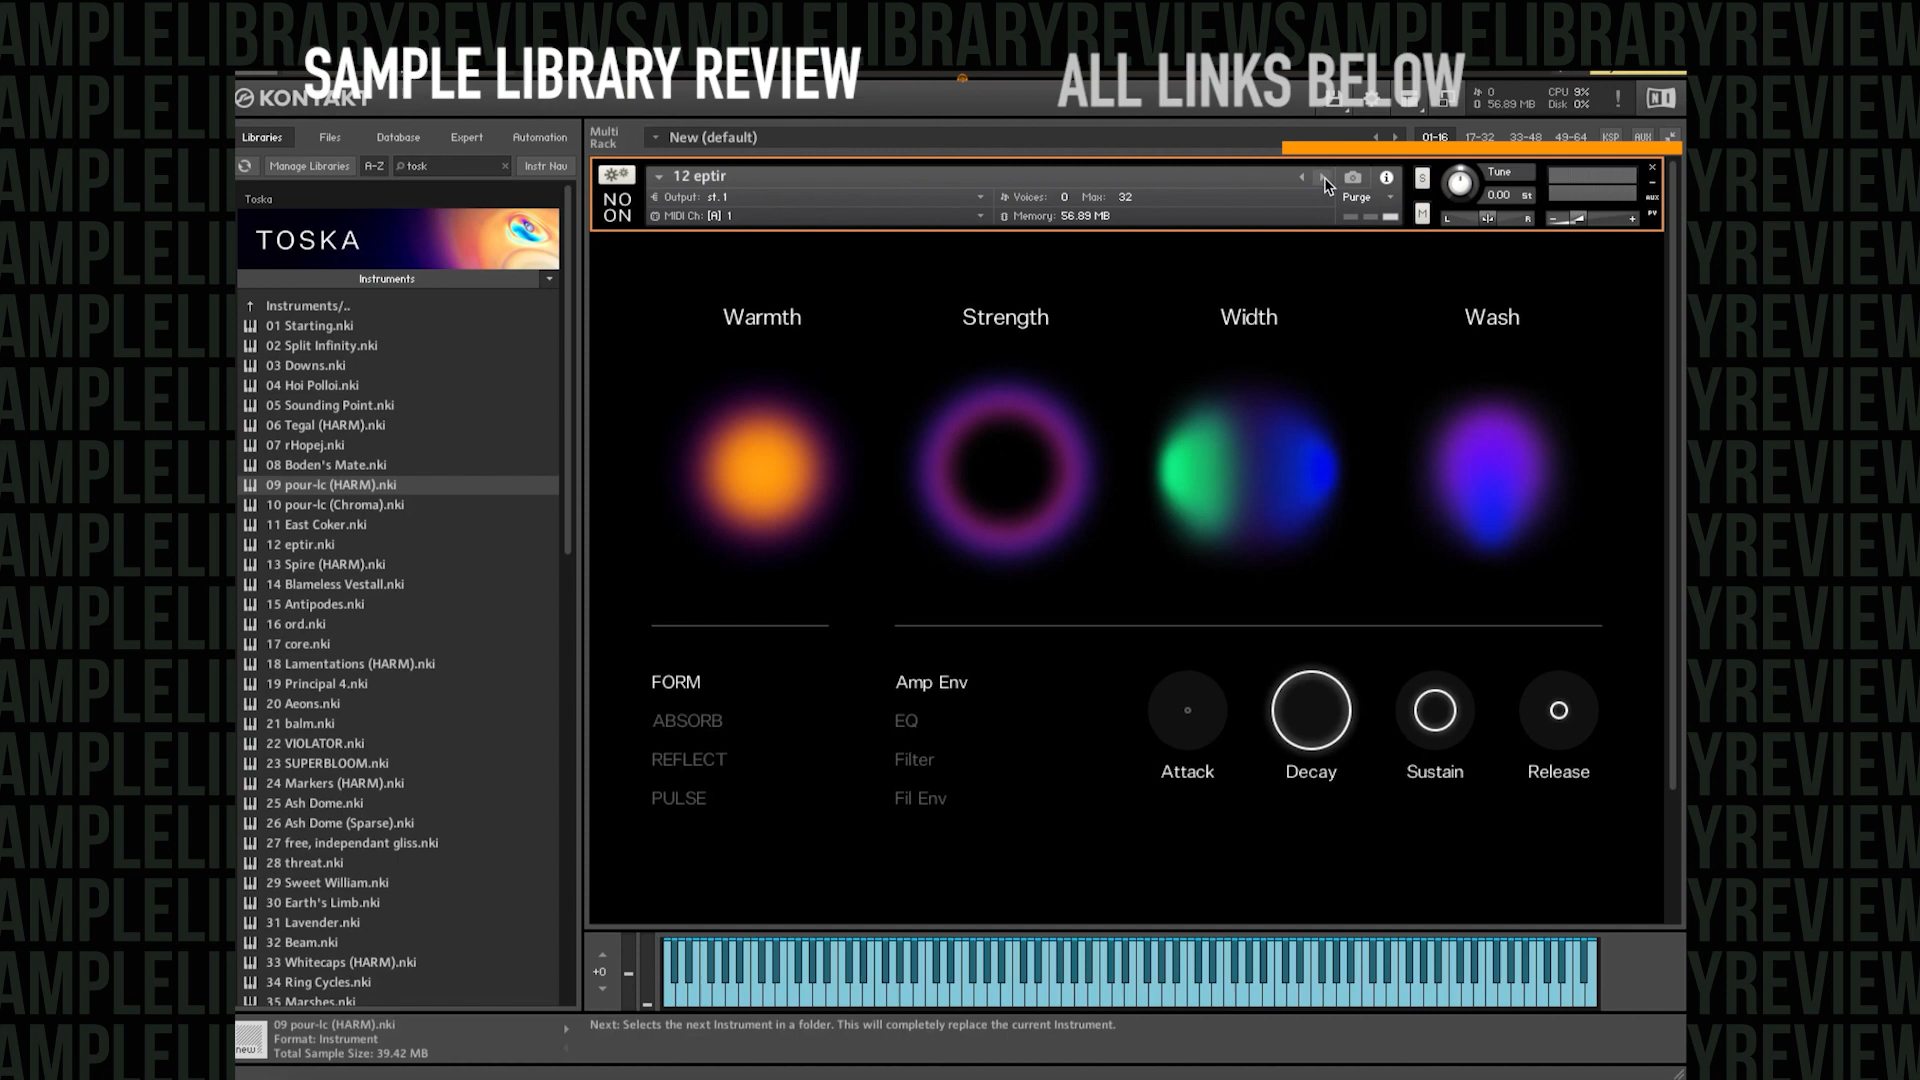 SAMPLE LIBRARY REVIEW
ALL LINKS BELOW
KONTAKT
0
56.89 MB
CPU 9%
Disk 0%
!
Libraries Files Database Expert Automation
Multi Rack
New (default)
01-16 17-32 33-48 49-64 KSP AUX
Manage Libraries A-Z tosk × Instr Nav
12 eptir
Output: st.1 Voices: 0 Max: 32 Purge
MIDI Ch: [A] 1 Memory: 56.89 MB
NO
ON
S
M
Tune
0.00 st
L R
- +
AUX
PV
Toska
TOSKA
Instruments
Instruments/..
01 Starting.nki
02 Split Infinity.nki
03 Downs.nki
04 Hoi Polloi.nki
05 Sounding Point.nki
06 Tegal (HARM).nki
07 rHopej.nki
08 Boden's Mate.nki
09 pour-lc (HARM).nki
10 pour-lc (Chroma).nki
11 East Coker.nki
12 eptir.nki
13 Spire (HARM).nki
14 Blameless Vestall.nki
15 Antipodes.nki
16 ord.nki
17 core.nki
18 Lamentations (HARM).nki
19 Principal 4.nki
20 Aeons.nki
21 balm.nki
22 VIOLATOR.nki
23 SUPERBLOOM.nki
24 Markers (HARM).nki
25 Ash Dome.nki
26 Ash Dome (Sparse).nki
27 free, independant gliss.nki
28 threat.nki
29 Sweet William.nki
30 Earth's Limb.nki
31 Lavender.nki
32 Beam.nki
33 Whitecaps (HARM).nki
34 Ring Cycles.nki
35 Marshes.nki
Warmth Strength Width Wash
FORM
ABSORB
REFLECT
PULSE
Amp Env
EQ
Filter
Fil Env
Attack Decay Sustain Release
+0
new
09 pour-lc (HARM).nki
Format: Instrument
Total Sample Size: 39.42 MB
Next: Selects the next Instrument in a folder. This will completely replace the current Instrument.